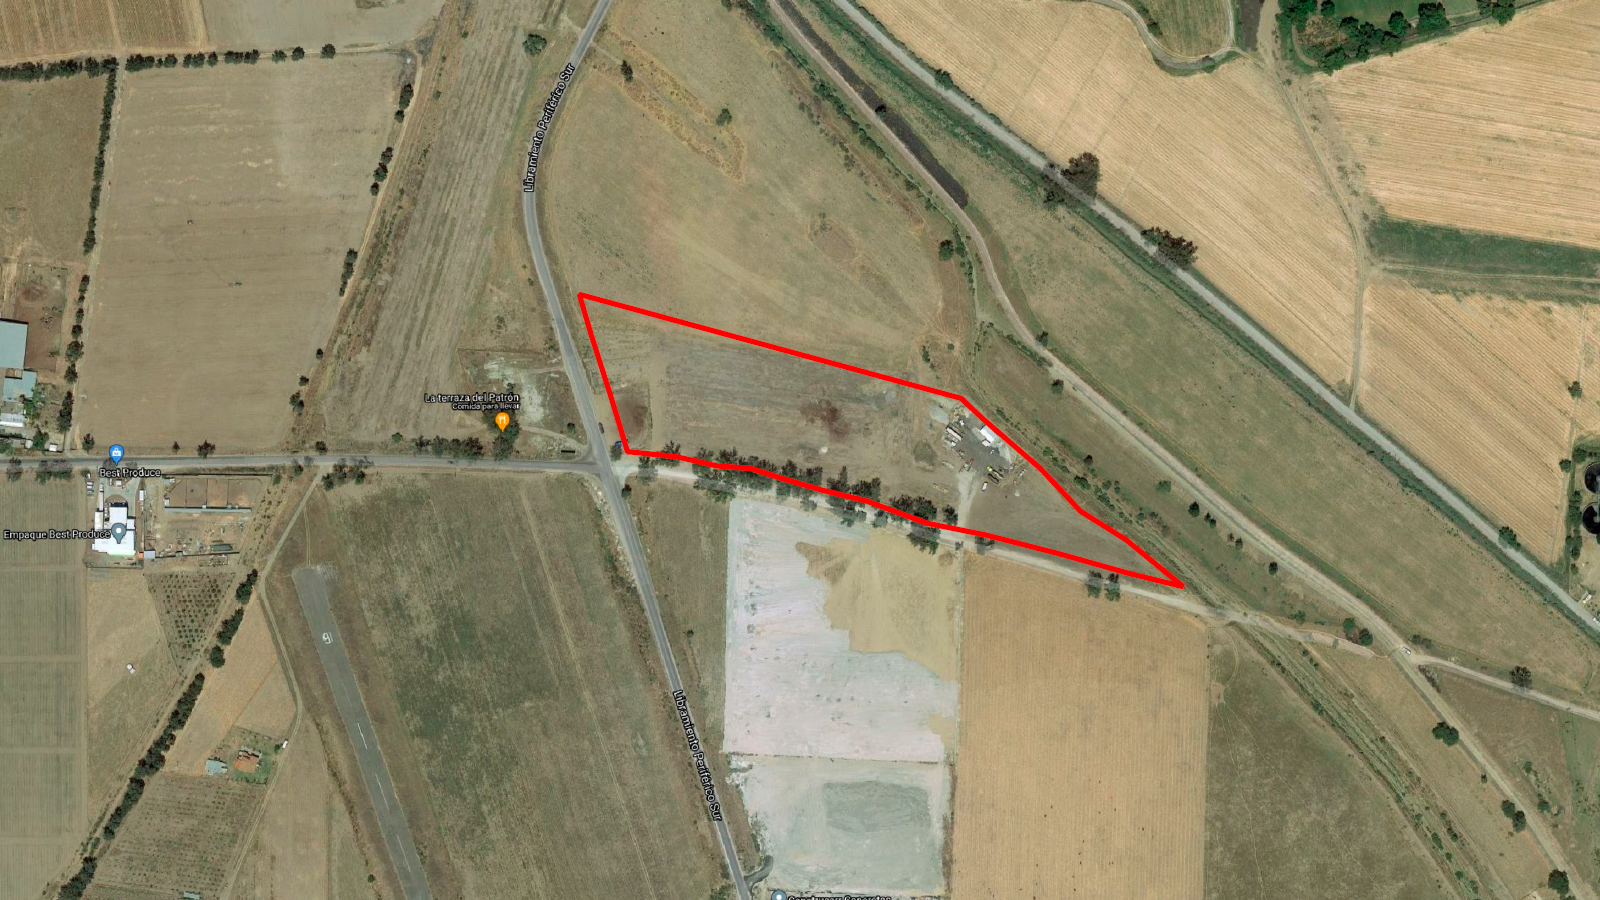 Libramiento Periférico Sur
La terraza del Patrón
Comida para llevar
Best Produce
Empaque Best Produce
Libramiento Periférico Sur